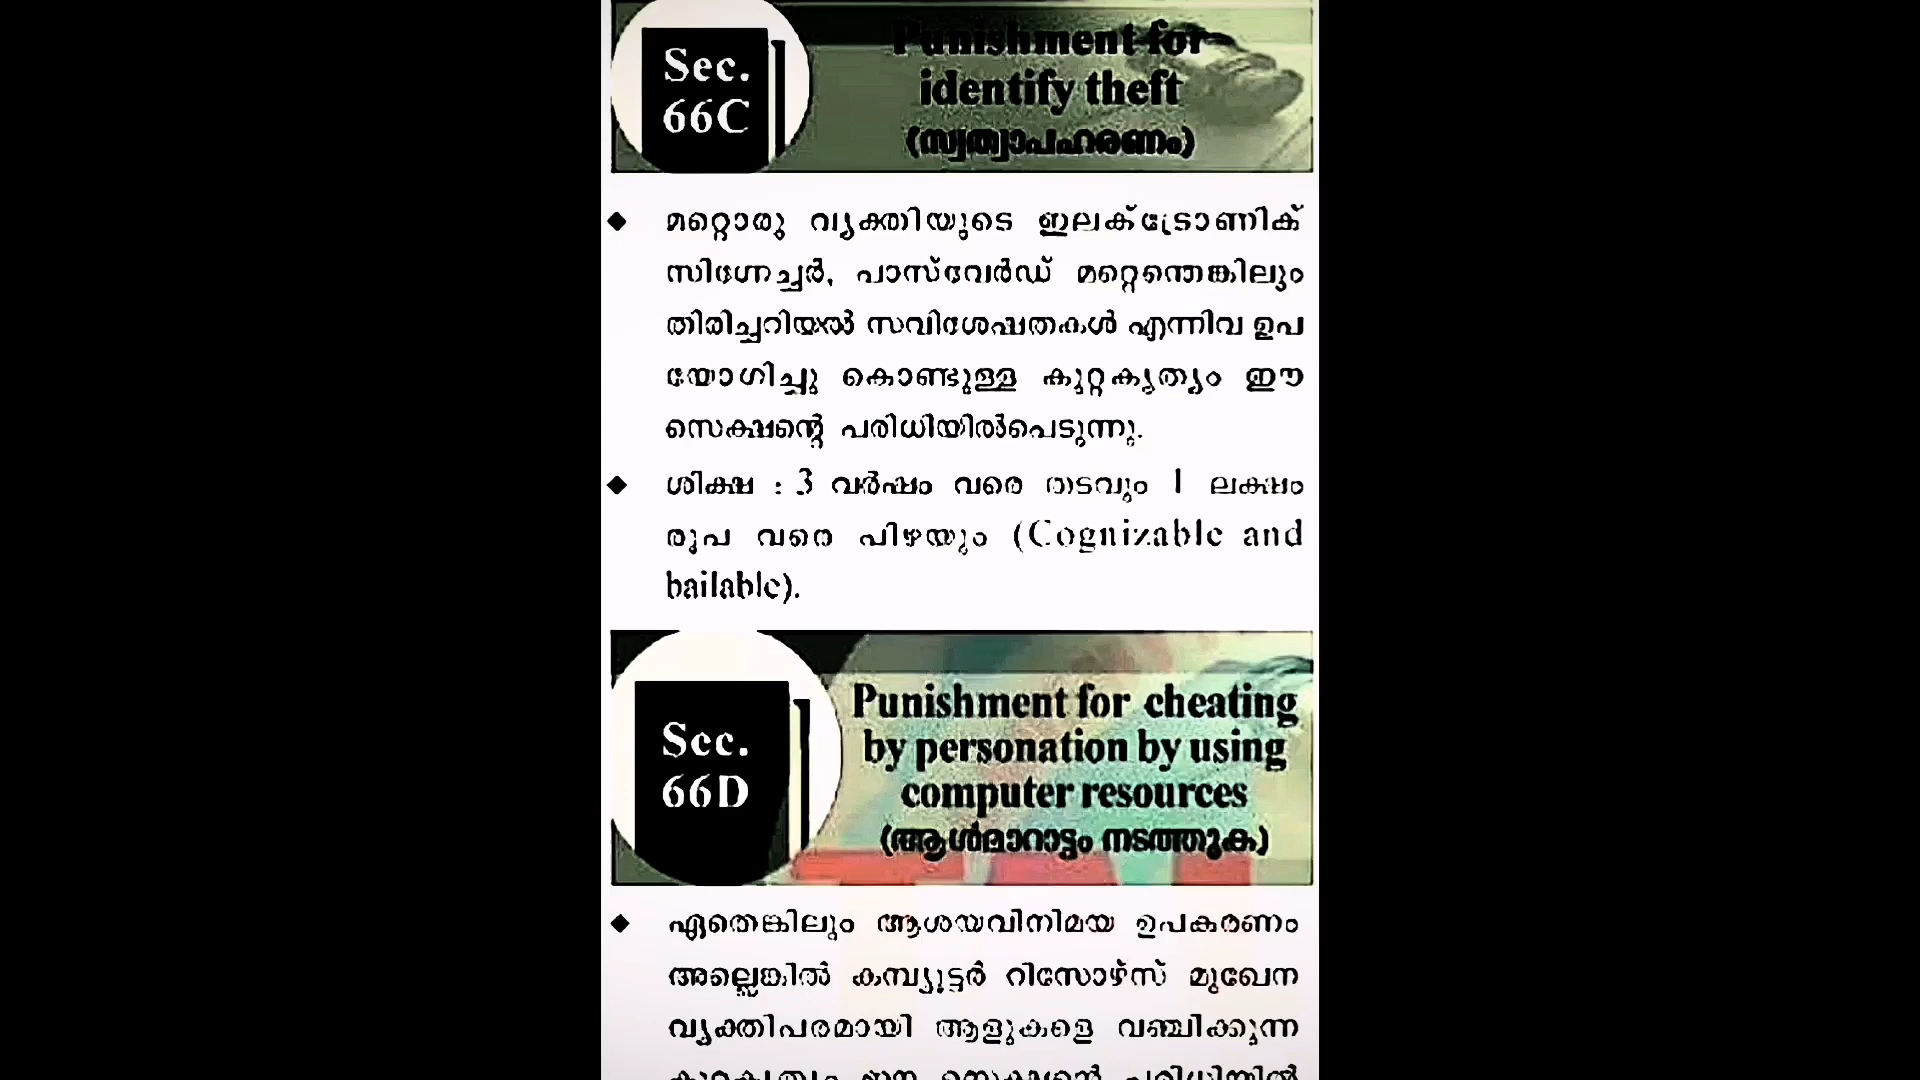 Sec.
66C
Punishment for
identify theft
(സ്വത്വാപഹരണം)
◆ മറ്റൊരു വ്യക്തിയുടെ ഇലക്ട്രോണിക്
സിഗ്നേച്ചർ, പാസ്‌വേർഡ് മറ്റെന്തെങ്കിലും
തിരിച്ചറിയൽ സവിശേഷതകൾ എന്നിവ ഉപ
യോഗിച്ചു കൊണ്ടുള്ള കുറ്റകൃത്യം ഈ
സെക്ഷന്റെ പരിധിയിൽപെടുന്നു.
◆ ശിക്ഷ : 3 വർഷം വരെ തടവും 1 ലക്ഷം
രൂപ വരെ പിഴയും (Cognizable and
bailable).
Sec.
66D
Punishment for cheating
by personation by using
computer resources
(ആൾമാറാട്ടം നടത്തുക)
◆ ഏതെങ്കിലും ആശയവിനിമയ ഉപകരണം
അല്ലെങ്കിൽ കമ്പ്യൂട്ടർ റിസോഴ്സ് മുഖേന
വ്യക്തിപരമായി ആളുകളെ വഞ്ചിക്കുന്ന
കുറ്റകൃത്യം ഈ സെക്ഷന്റെ പരിധിയിൽ